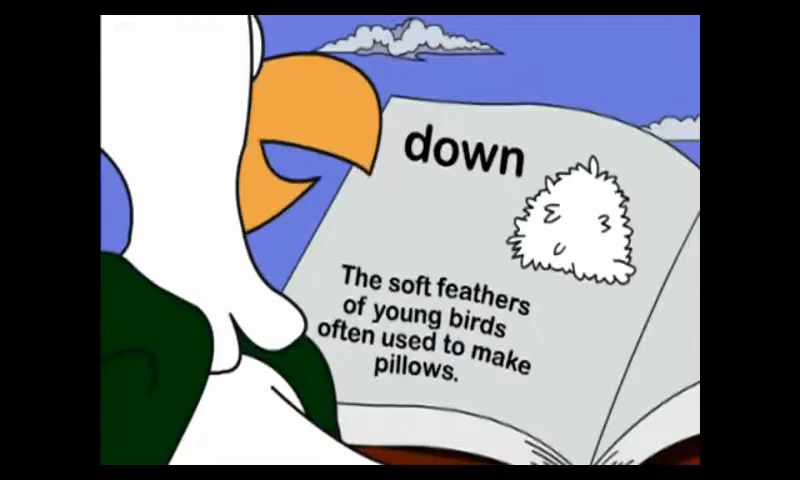 down
The soft feathers
of young birds
often used to make
pillows.